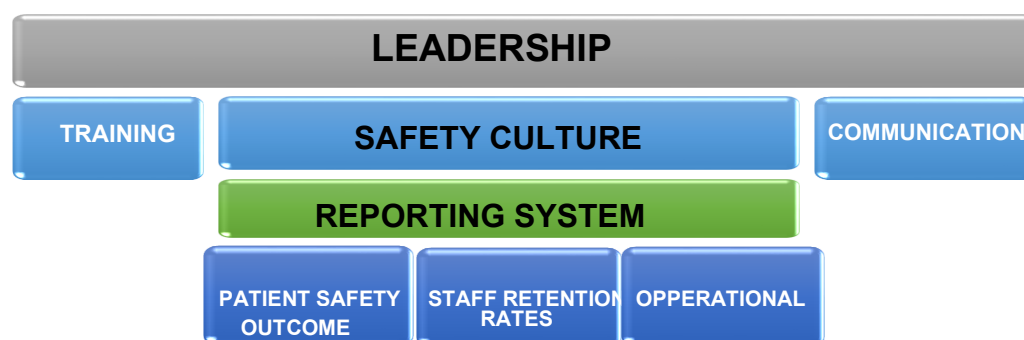 LEADERSHIP
TRAINING
SAFETY CULTURE
COMMUNICATION
REPORTING SYSTEM
PATIENT SAFETY
OUTCOME
STAFF RETENTION
RATES
OPPERATIONAL